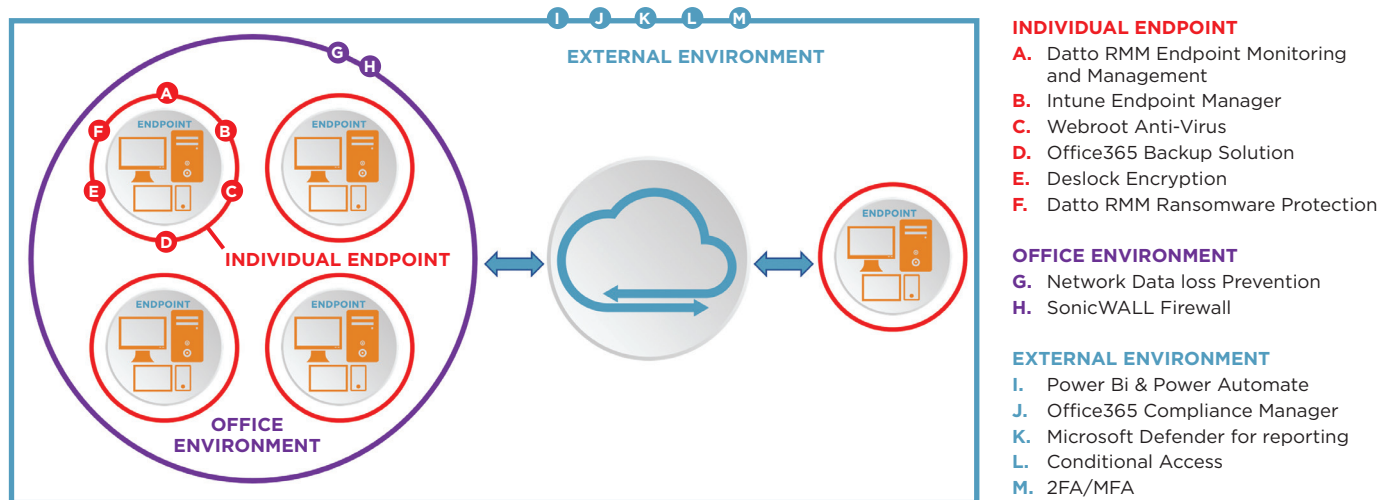 I J K L M
EXTERNAL ENVIRONMENT
G
H
A
B
C
D
E
F
ENDPOINT
ENDPOINT
INDIVIDUAL ENDPOINT
ENDPOINT
ENDPOINT
OFFICE
ENVIRONMENT
ENDPOINT
INDIVIDUAL ENDPOINT
A. Datto RMM Endpoint Monitoring
and Management
B. Intune Endpoint Manager
C. Webroot Anti-Virus
D. Office365 Backup Solution
E. Deslock Encryption
F. Datto RMM Ransomware Protection
OFFICE ENVIRONMENT
G. Network Data loss Prevention
H. SonicWALL Firewall
EXTERNAL ENVIRONMENT
I. Power Bi & Power Automate
J. Office365 Compliance Manager
K. Microsoft Defender for reporting
L. Conditional Access
M. 2FA/MFA